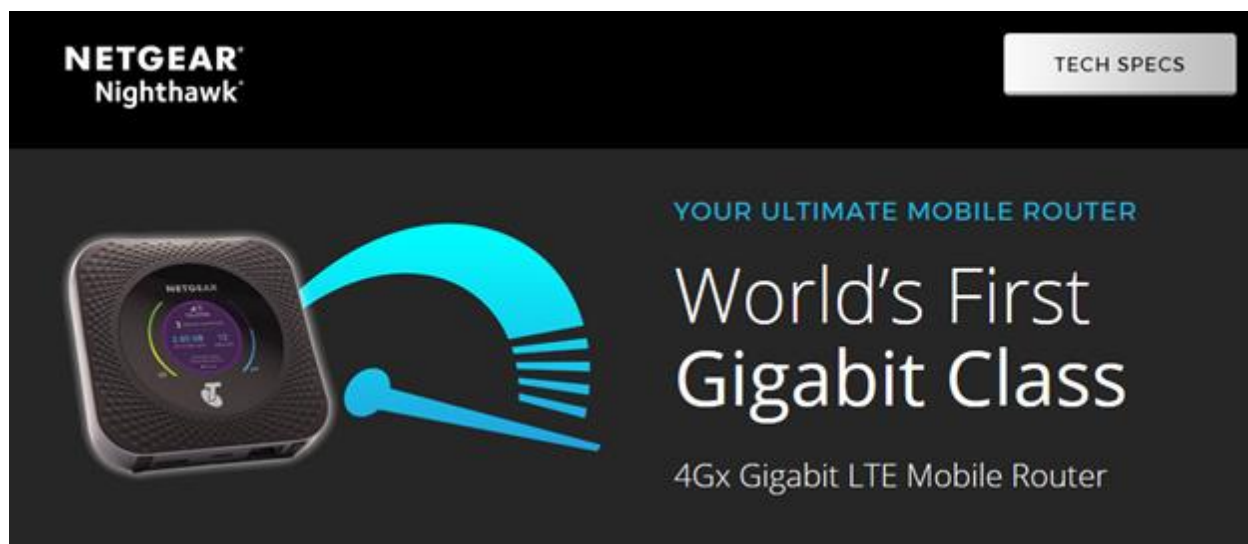 NETGEAR®
Nighthawk®
TECH SPECS
YOUR ULTIMATE MOBILE ROUTER
World's First
Gigabit Class
4Gx Gigabit LTE Mobile Router
NETGEAR